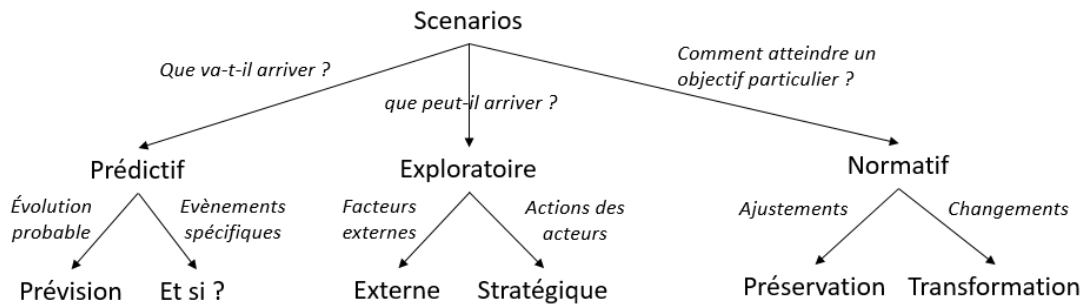 Scenarios
Que va-t-il arriver ?
que peut-il arriver ?
Comment atteindre un
objectif particulier ?
Prédictif
Exploratoire
Normatif
Évolution
probable
Evènements
spécifiques
Facteurs
externes
Actions des
acteurs
Ajustements
Changements
Prévision
Et si ?
Externe
Stratégique
Préservation
Transformation